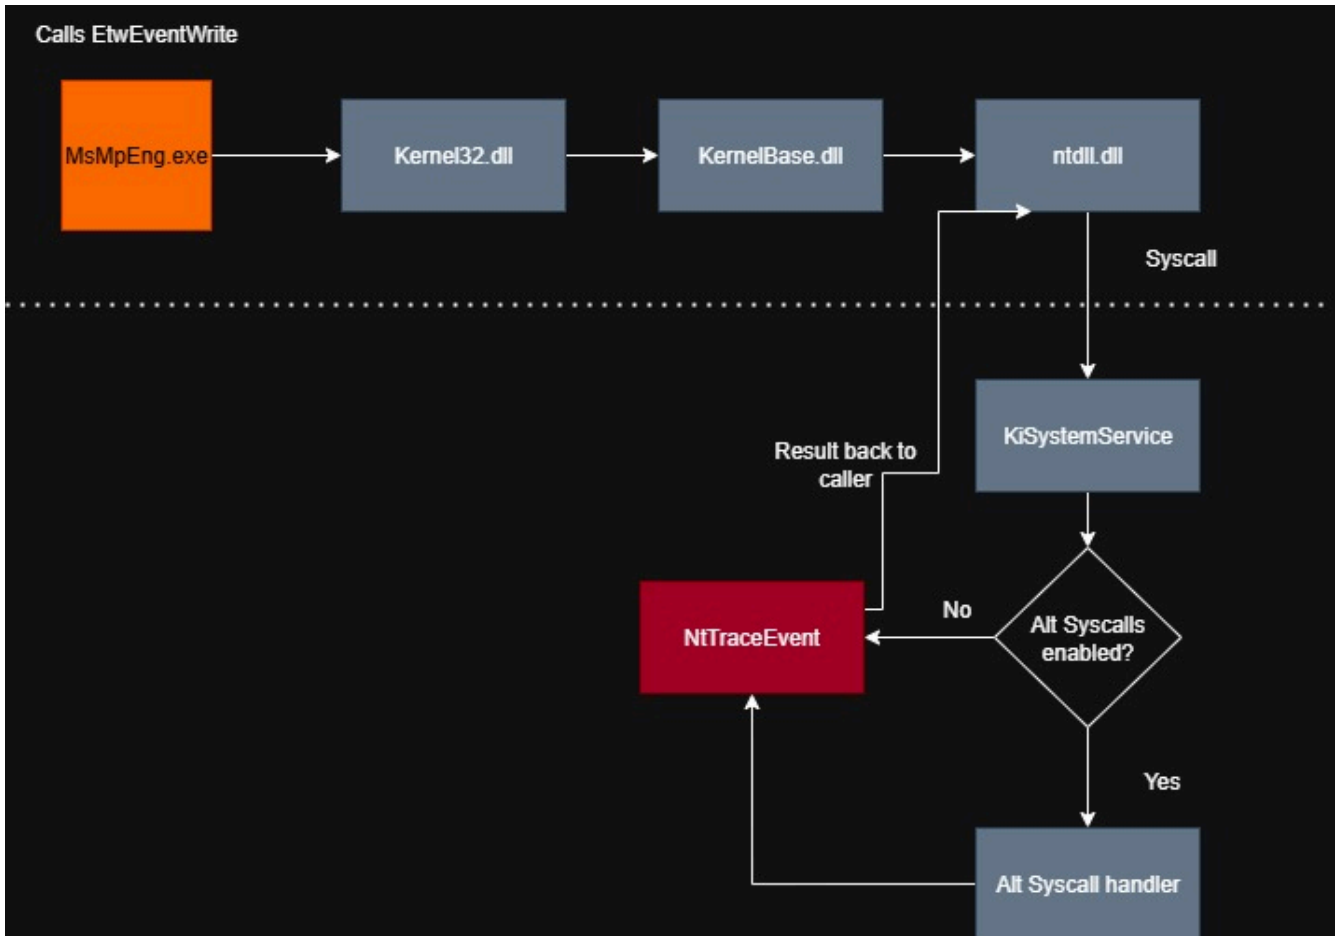 Calls EtwEventWrite
MsMpEng.exe
Kernel32.dll
KernelBase.dll
ntdll.dll
Syscall
KiSystemService
Result back to
caller
Alt Syscalls
enabled?
No
NtTraceEvent
Yes
Alt Syscall handler